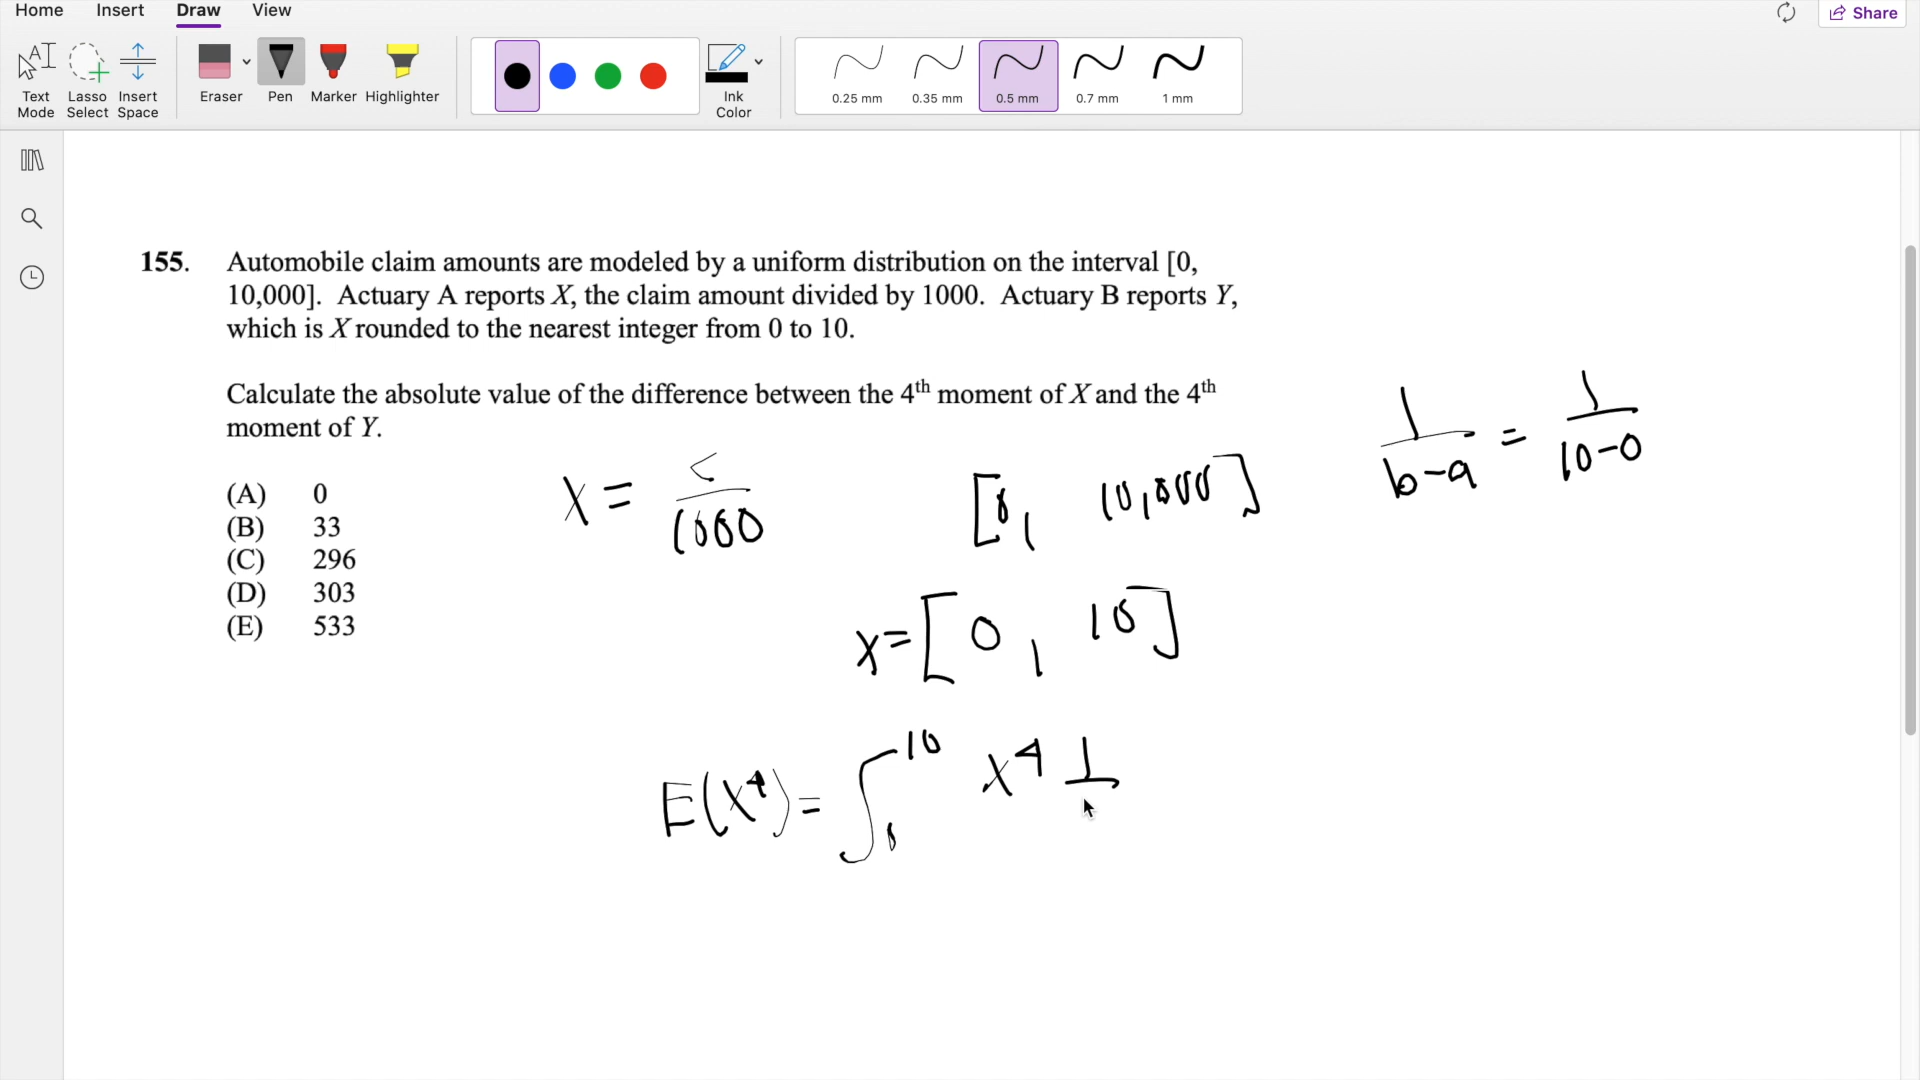 Home Insert Draw View
Share
Text Mode
Lasso Select
Insert Space
Eraser
Pen
Marker
Highlighter
Ink Color
0.25 mm
0.35 mm
0.5 mm
0.7 mm
1 mm
155. Automobile claim amounts are modeled by a uniform distribution on the interval [0,
10,000]. Actuary A reports X, the claim amount divided by 1000. Actuary B reports Y,
which is X rounded to the nearest integer from 0 to 10.
Calculate the absolute value of the difference between the 4th moment of X and the 4th
moment of Y.
(A) 0
(B) 33
(C) 296
(D) 303
(E) 533
1/(b-a) = 1/(10-0)
X = c/1000
[0, 10,000]
x = [0, 10]
E(X⁴) = ∫₀¹⁰ x⁴ 1/